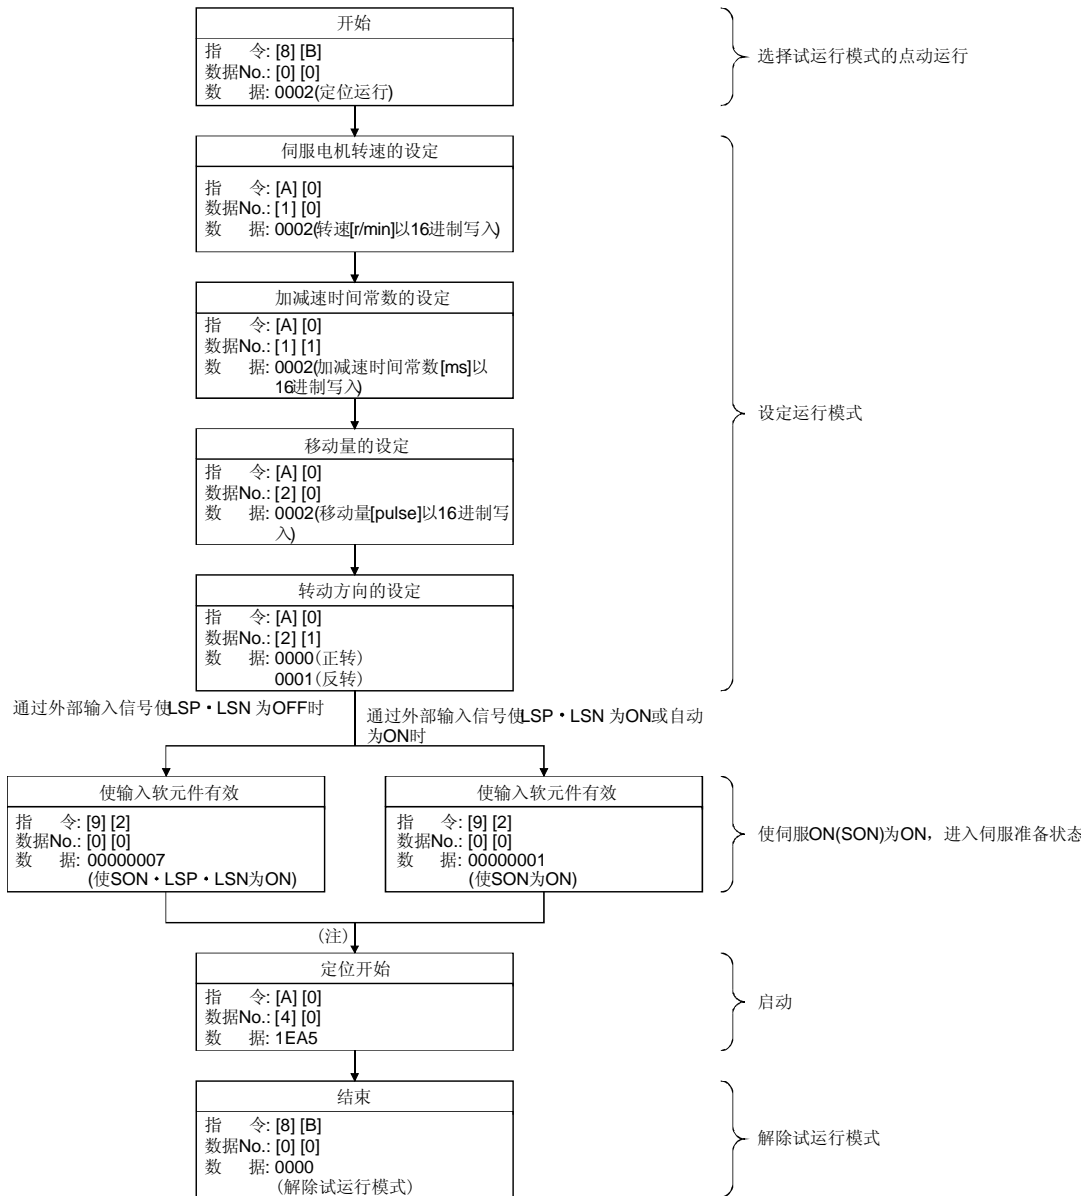 开始
指 令: [8] [B]
数据No.: [0] [0]
数 据: 0002(定位运行)
选择试运行模式的点动运行
伺服电机转速的设定
指 令: [A] [0]
数据No.: [1] [0]
数 据: 0002(转速[r/min]以16进制写入)
加减速时间常数的设定
指 令: [A] [0]
数据No.: [1] [1]
数 据: 0002(加减速时间常数[ms]以
16进制写入)
移动量的设定
指 令: [A] [0]
数据No.: [2] [0]
数 据: 0002(移动量[pulse]以16进制写
入)
转动方向的设定
指 令: [A] [0]
数据No.: [2] [1]
数 据: 0000(正转)
0001(反转)
设定运行模式
通过外部输入信号使LSP・LSN 为OFF时
通过外部输入信号使LSP・LSN 为ON或自动
为ON时
使输入软元件有效
指 令: [9] [2]
数据No.: [0] [0]
数 据: 00000007
(使SON・LSP・LSN为ON)
使输入软元件有效
指 令: [9] [2]
数据No.: [0] [0]
数 据: 00000001
(使SON为ON)
使伺服ON(SON)为ON，进入伺服准备状态
(注)
定位开始
指 令: [A] [0]
数据No.: [4] [0]
数 据: 1EA5
启动
结束
指 令: [8] [B]
数据No.: [0] [0]
数 据: 0000
(解除试运行模式)
解除试运行模式